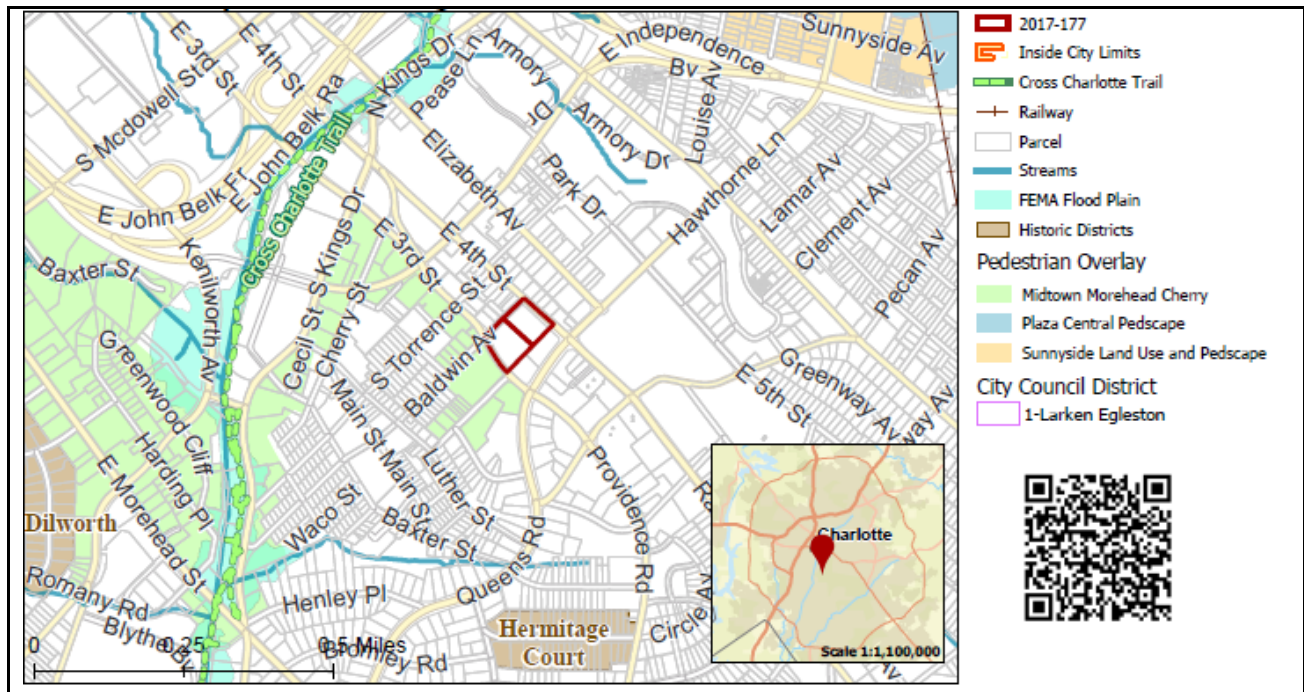 E 3rd St
E 4th St
S Mcdowell St
N Kings Dr
Pease Ln
Armory Dr
E Independence Bv
Sunnyside Av
Louise Av
Armory Dr
E John Belk Ra
E John Belk Fr
Cross Charlotte Trail
Elizabeth Av
Park Dr
Hawthorne Ln
Lamar Av
Clement Av
Pecan Av
Baxter St
Kenilworth Av
S Kings Dr
E 3rd St
E 4th St
Cecil St
Cherry St
S Torrence St
Baldwin Av
Greenway Av
E 5th St
way Av
Greenwood Cliff
Harding Pl
E Morehead St
Main St
Main St
Luther St
Baxter St
Waco St
Providence Rd
Queens Rd
Dilworth
Romany Rd
Henley Pl
Blythe Bv
Bromley Rd
Hermitage
Court
Circle Av
Av
0
0.25
0.5 Miles
Charlotte
Scale 1:1,100,000
2017-177
Inside City Limits
Cross Charlotte Trail
Railway
Parcel
Streams
FEMA Flood Plain
Historic Districts
Pedestrian Overlay
Midtown Morehead Cherry
Plaza Central Pedscape
Sunnyside Land Use and Pedscape
City Council District
1-Larken Egleston